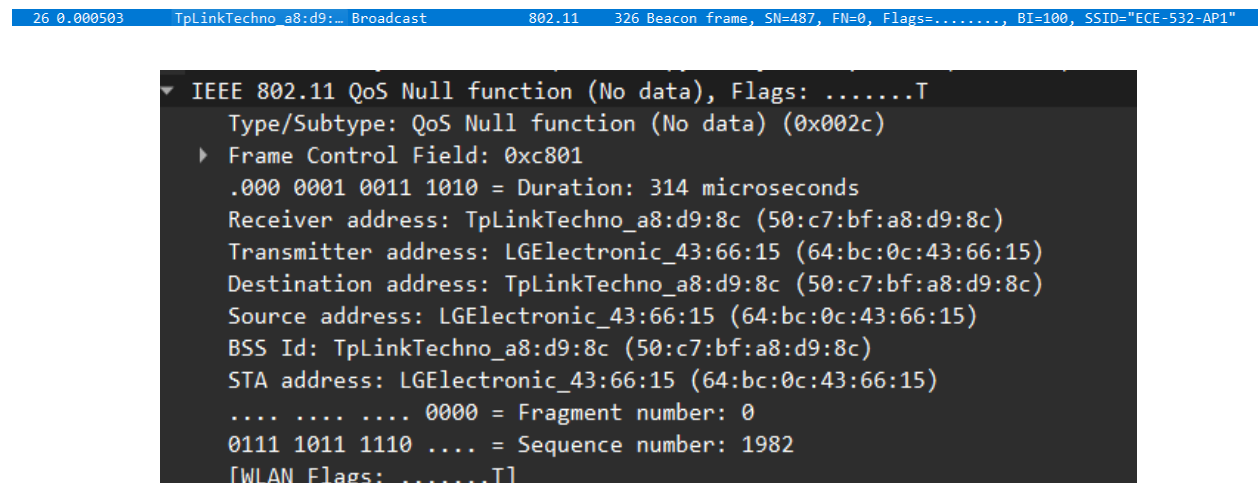 26 0.000503 TpLinkTechno_a8:d9:… Broadcast 802.11 326 Beacon frame, SN=487, FN=0, Flags=........, BI=100, SSID="ECE-532-AP1"
IEEE 802.11 QoS Null function (No data), Flags: .......T
Type/Subtype: QoS Null function (No data) (0x002c)
Frame Control Field: 0xc801
.000 0001 0011 1010 = Duration: 314 microseconds
Receiver address: TpLinkTechno_a8:d9:8c (50:c7:bf:a8:d9:8c)
Transmitter address: LGElectronic_43:66:15 (64:bc:0c:43:66:15)
Destination address: TpLinkTechno_a8:d9:8c (50:c7:bf:a8:d9:8c)
Source address: LGElectronic_43:66:15 (64:bc:0c:43:66:15)
BSS Id: TpLinkTechno_a8:d9:8c (50:c7:bf:a8:d9:8c)
STA address: LGElectronic_43:66:15 (64:bc:0c:43:66:15)
.... .... .... 0000 = Fragment number: 0
0111 1011 1110 .... = Sequence number: 1982
[WLAN Flags: .......T]